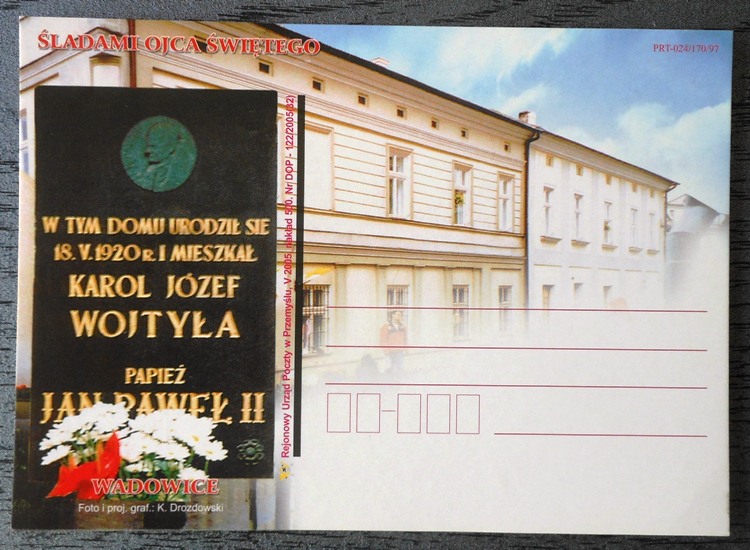 ŚLADAMI OJCA ŚWIĘTEGO
PRT-024/170/97
W TYM DOMU URODZIŁ SIĘ
18.V.1920 R. I MIESZKAŁ
KAROL JÓZEF
WOJTYŁA
PAPIEŻ
JAN PAWEŁ II
WADOWICE
Foto i proj. graf.: K. Drozdowski
Rejonowy Urząd Poczty w Przemyślu, V 2005, nakład 500, Nr DOP - 122/2005(82)